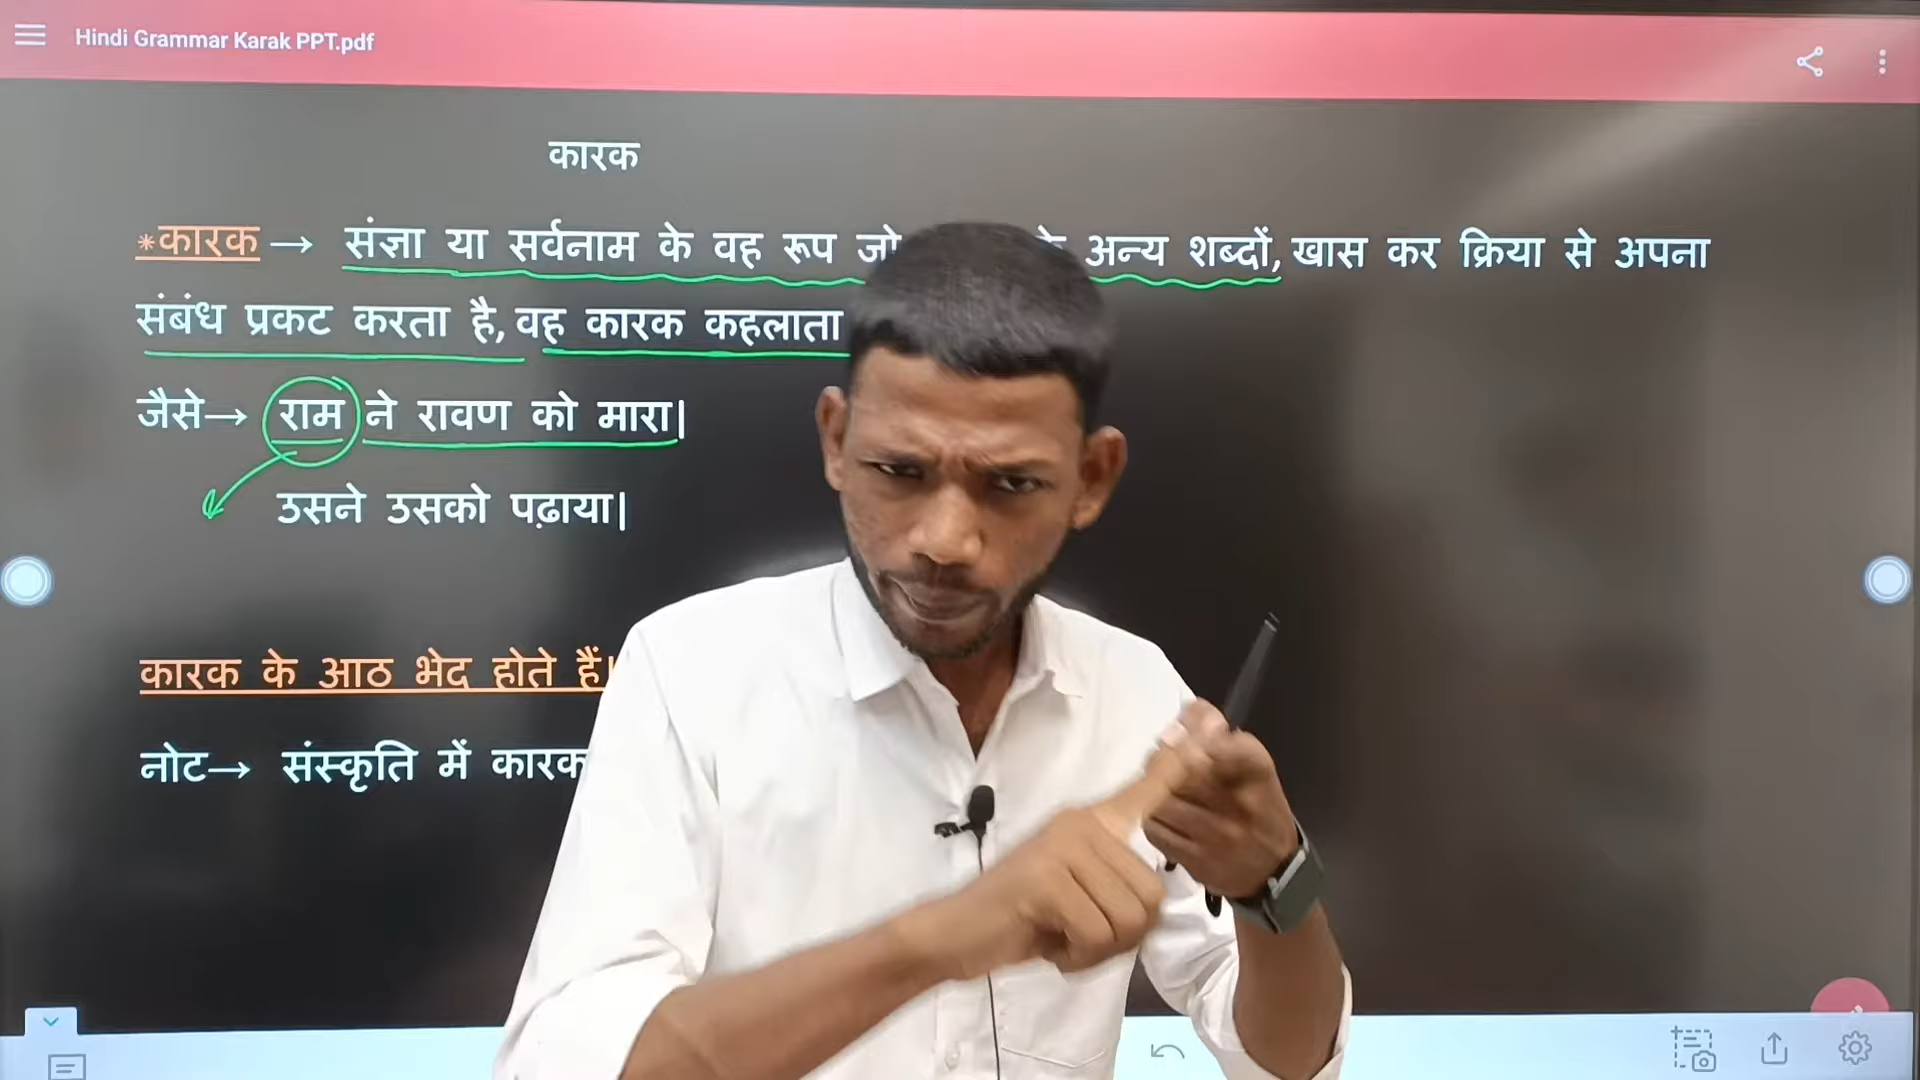 Hindi Grammar Karak PPT.pdf
कारक
*कारक→ संज्ञा या सर्वनाम के वह रूप जो अन्य शब्दों, खास कर क्रिया से अपना
संबंध प्रकट करता है, वह कारक कहलाता
जैसे→ राम ने रावण को मारा|
उसने उसको पढ़ाया|
कारक के आठ भेद होते हैं|
नोट→ संस्कृति में कारक